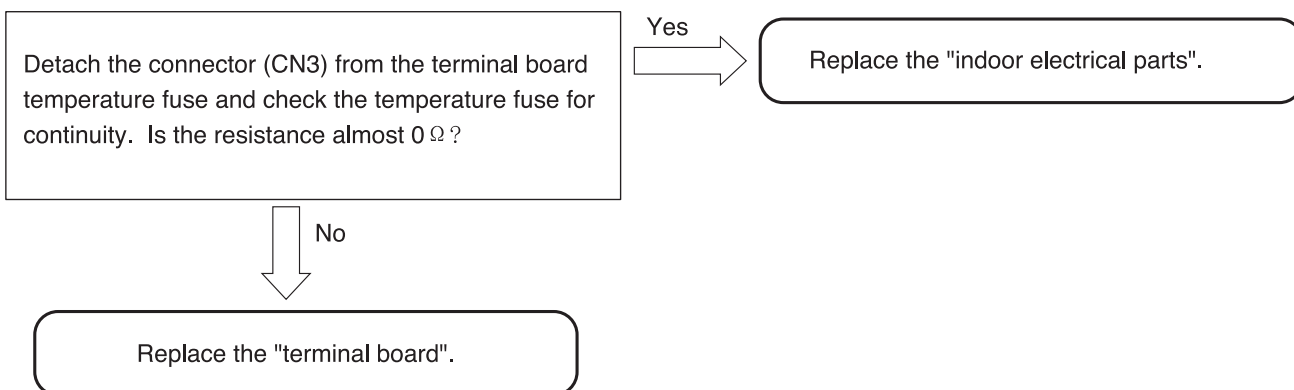 Detach the connector (CN3) from the terminal board
temperature fuse and check the temperature fuse for
continuity. Is the resistance almost 0Ω?
Yes
Replace the "indoor electrical parts".
No
Replace the "terminal board".